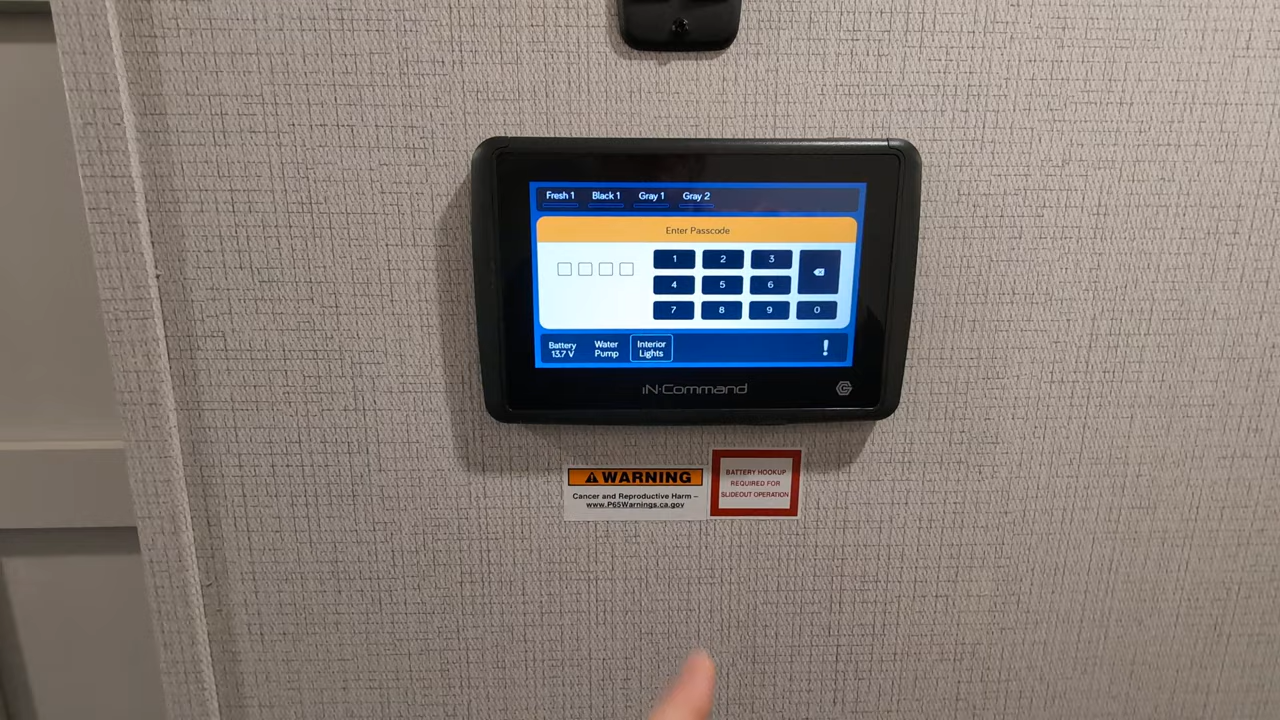 Fresh 1 Black 1 Gray 1 Gray 2
Enter Passcode
1 2 3
4 5 6
7 8 9 0
Battery
13.7 V
Water
Pump
Interior
Lights
!
iN·Command
WARNING
Cancer and Reproductive Harm –
www.P65Warnings.ca.gov
BATTERY HOOKUP
REQUIRED FOR
SLIDEOUT OPERATION